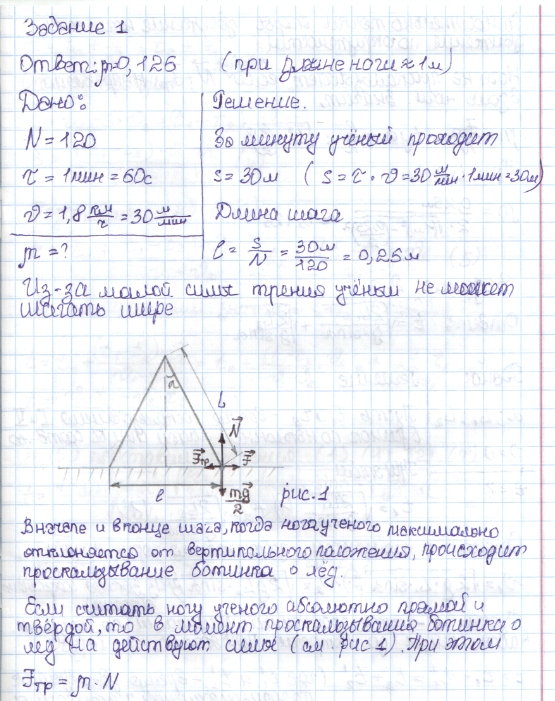 Задание 1
Ответ: m=0,126 (при длине ноги ≈ 1м)
Дано:
N = 120
τ = 1мин = 60с
ϑ = 1,8 км/ч = 30 м/мин
m = ?
Решение.
За минуту учёный проходит
s = 30м ( s = τ · ϑ = 30 м/мин · 1мин = 30м)
Длина шага
l = s/N = 30м/120 = 0,25м
Из-за малой силы трения учёный не может
шагать шире
α
L
N
Fтр
F
mg/2
l
рис.1
Вначале и вконце шага, когда нога ученого максимально
отклоняется от вертикального положения, происходит
проскальзывание ботинка о лёд.
Если считать, ногу ученого абсолютно прямой и
твёрдой, то в момент проскальзывания ботинка о
лед на действуют силы (см. рис 1). При этом
Fтр = m · N